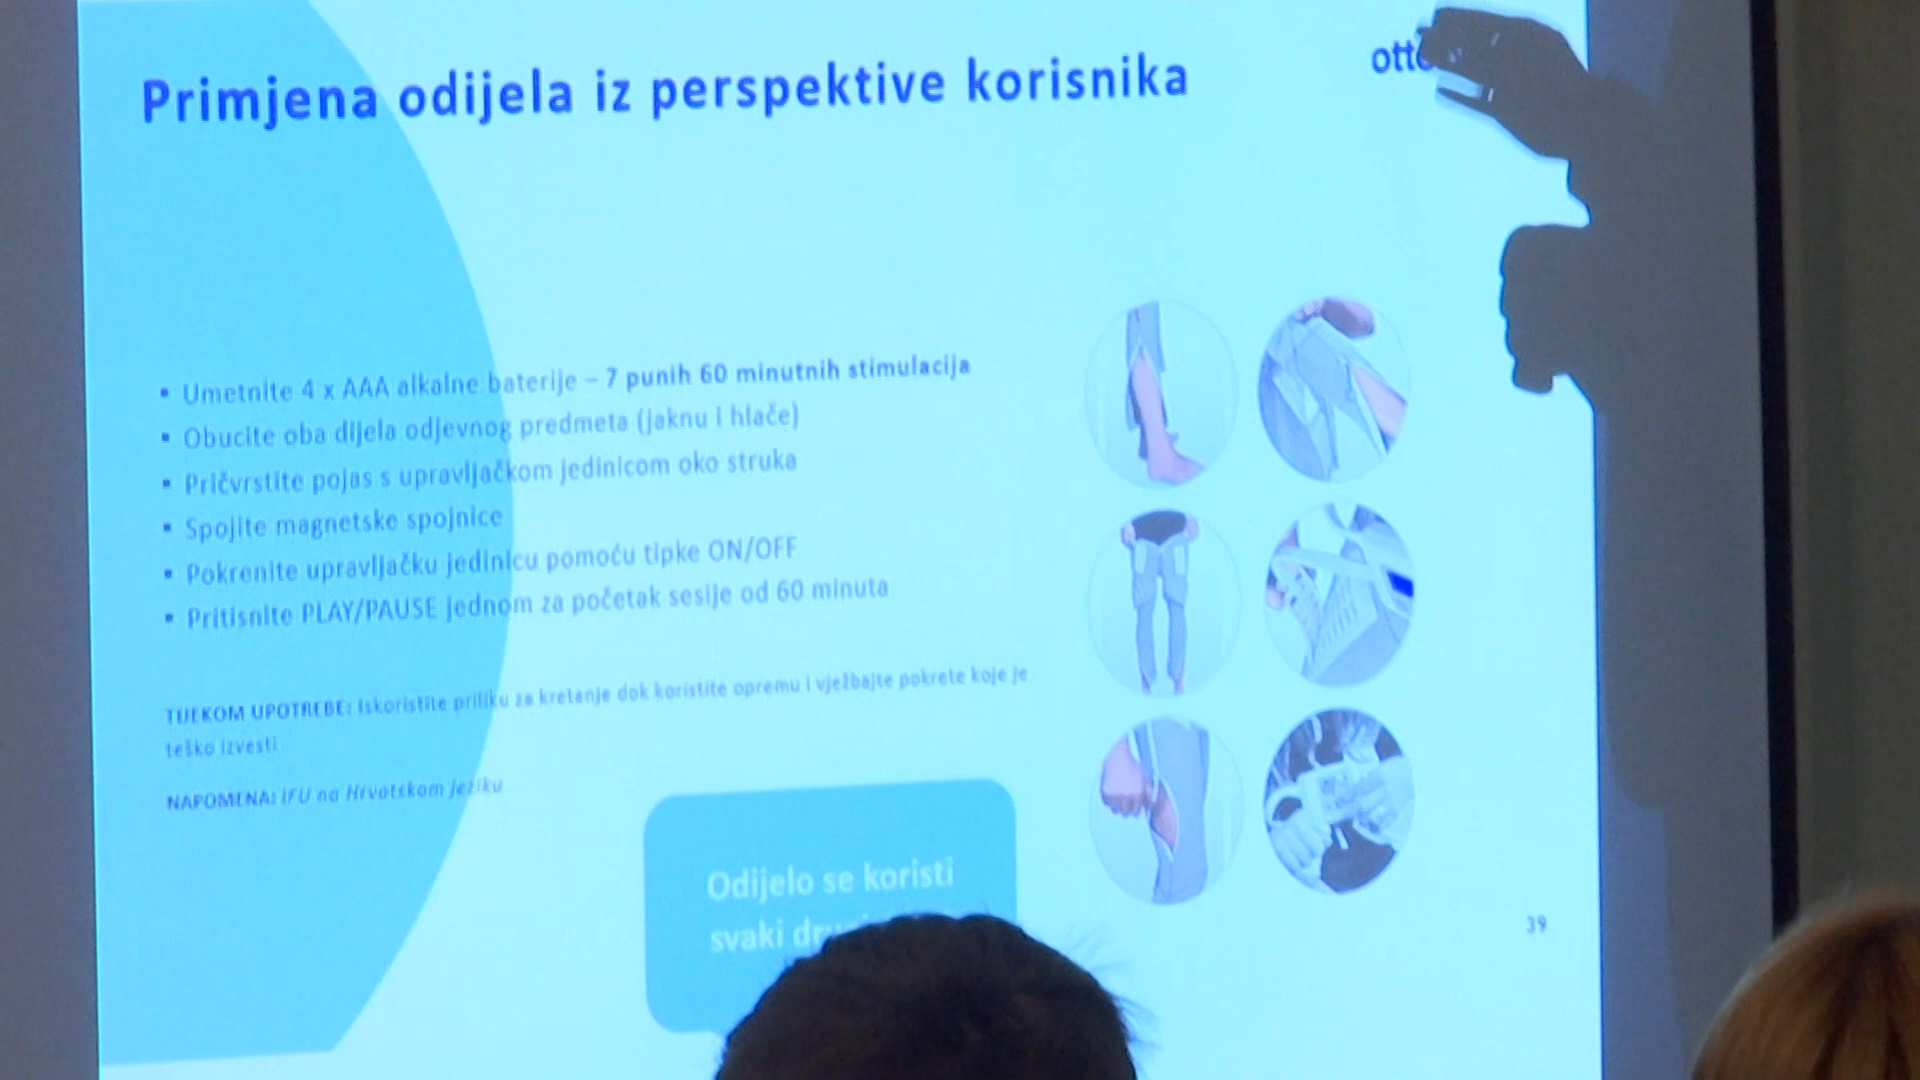 Primjena odijela iz perspektive korisnika
▪ Umetnite 4 x AAA alkalne baterije – 7 punih 60 minutnih stimulacija
▪ Obucite oba dijela odjevnog predmeta (jaknu i hlače)
▪ Pričvrstite pojas s upravljačkom jedinicom oko struka
▪ Spojite magnetske spojnice
▪ Pokrenite upravljačku jedinicu pomoću tipke ON/OFF
▪ Pritisnite PLAY/PAUSE jednom za početak sesije od 60 minuta
TIJEKOM UPOTREBE: Iskoristite priliku za kretanje dok koristite opremu i vježbajte pokrete koje je
teško izvesti
NAPOMENA: IFU na Hrvatskom jeziku
Odijelo se koristi
svaki
39